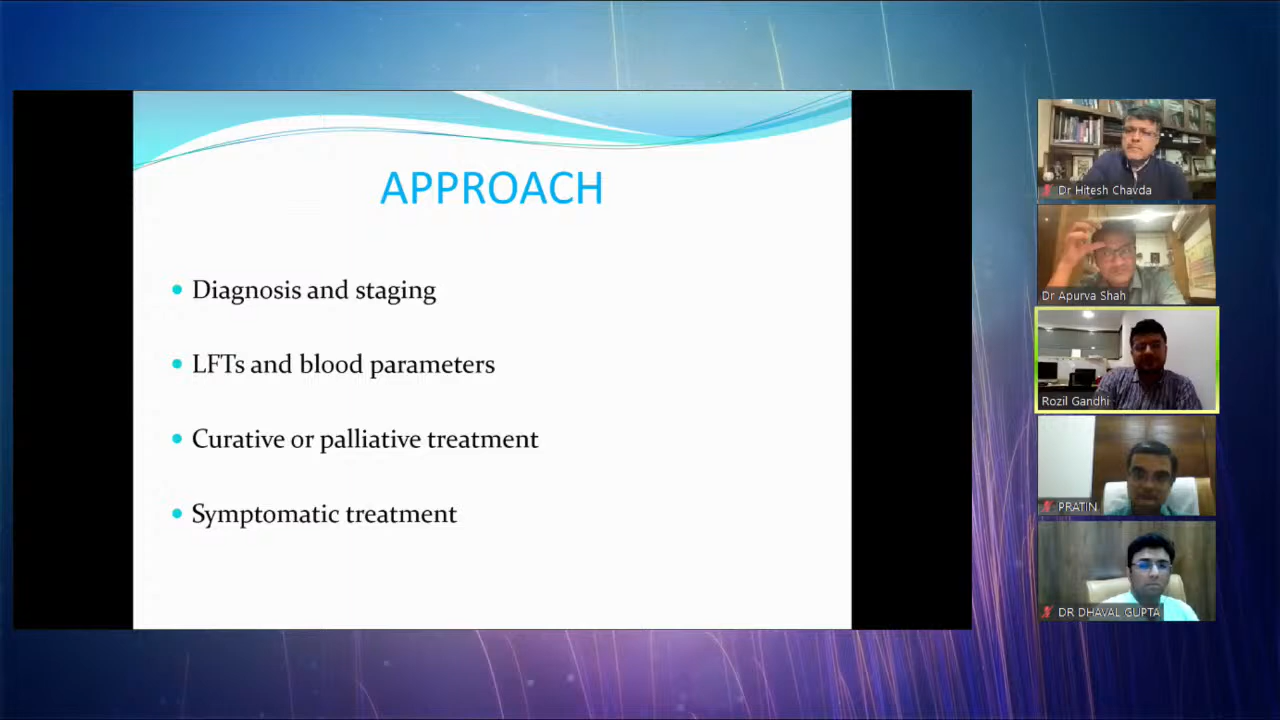 APPROACH
Diagnosis and staging
LFTs and blood parameters
Curative or palliative treatment
Symptomatic treatment
Dr Hitesh Chavda
Dr Apurva Shah
Rozil Gandhi
PRATIN
DR DHAVAL GUPTA